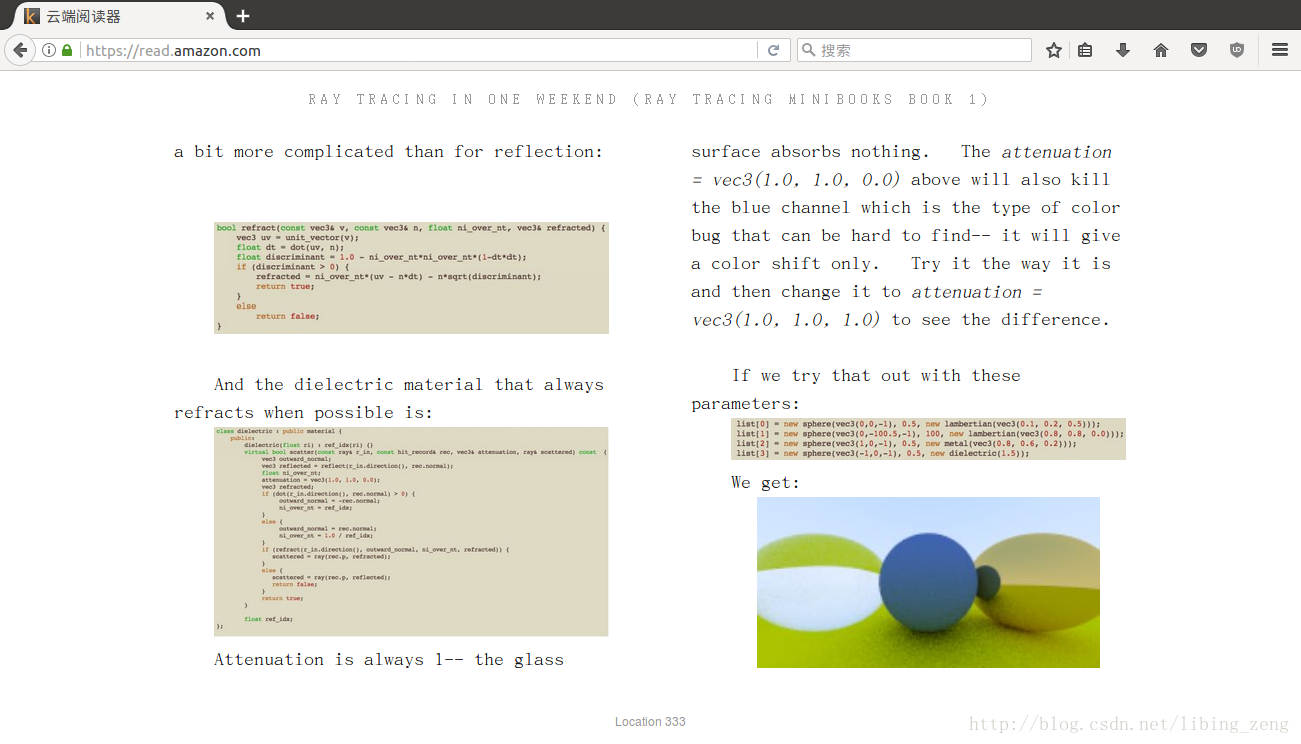 云端阅读器
https://read.amazon.com
搜索
RAY TRACING IN ONE WEEKEND (RAY TRACING MINIBOOKS BOOK 1)
a bit more complicated than for reflection:
bool refract(const vec3& v, const vec3& n, float ni_over_nt, vec3& refracted) {
vec3 uv = unit_vector(v);
float dt = dot(uv, n);
float discriminant = 1.0 - ni_over_nt*ni_over_nt*(1-dt*dt);
if (discriminant > 0) {
refracted = ni_over_nt*(uv - n*dt) - n*sqrt(discriminant);
return true;
}
else
return false;
}
And the dielectric material that always
refracts when possible is:
class dielectric : public material {
public:
dielectric(float ri) : ref_idx(ri) {}
virtual bool scatter(const ray& r_in, const hit_record& rec, vec3& attenuation, ray& scattered) const {
vec3 outward_normal;
vec3 reflected = reflect(r_in.direction(), rec.normal);
float ni_over_nt;
attenuation = vec3(1.0, 1.0, 0.0);
vec3 refracted;
if (dot(r_in.direction(), rec.normal) > 0) {
outward_normal = -rec.normal;
ni_over_nt = ref_idx;
}
else {
outward_normal = rec.normal;
ni_over_nt = 1.0 / ref_idx;
}
if (refract(r_in.direction(), outward_normal, ni_over_nt, refracted)) {
scattered = ray(rec.p, refracted);
}
else {
scattered = ray(rec.p, reflected);
return false;
}
return true;
}
float ref_idx;
};
Attenuation is always 1-- the glass
surface absorbs nothing. The attenuation
= vec3(1.0, 1.0, 0.0) above will also kill
the blue channel which is the type of color
bug that can be hard to find-- it will give
a color shift only. Try it the way it is
and then change it to attenuation =
vec3(1.0, 1.0, 1.0) to see the difference.
If we try that out with these
parameters:
list[0] = new sphere(vec3(0,0,-1), 0.5, new lambertian(vec3(0.1, 0.2, 0.5)));
list[1] = new sphere(vec3(0,-100.5,-1), 100, new lambertian(vec3(0.8, 0.8, 0.0)));
list[2] = new sphere(vec3(1,0,-1), 0.5, new metal(vec3(0.8, 0.6, 0.2)));
list[3] = new sphere(vec3(-1,0,-1), 0.5, new dielectric(1.5));
We get:
Location 333
http://blog.csdn.net/libing_zeng